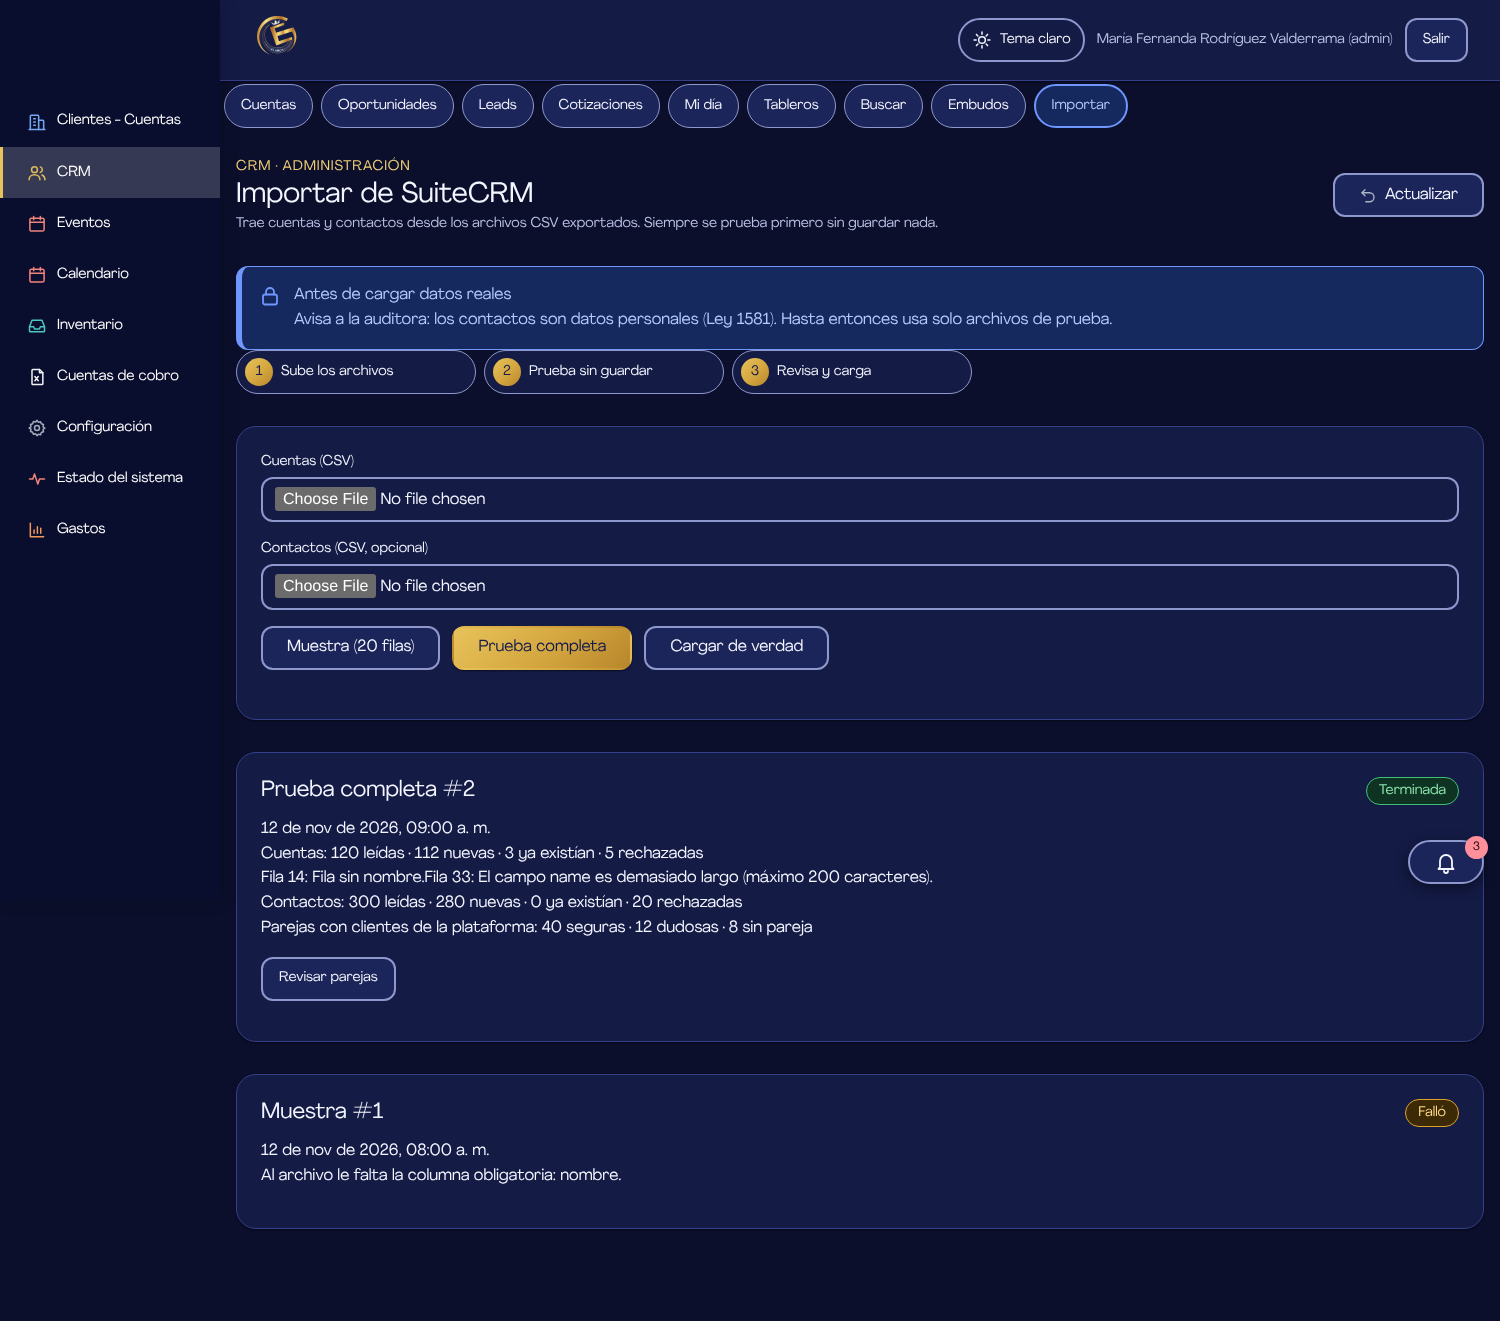 Tema claro
María Fernanda Rodríguez Valderrama (admin)
Salir
Clientes - Cuentas
CRM
Eventos
Calendario
Inventario
Cuentas de cobro
Configuración
Estado del sistema
Gastos
Cuentas
Oportunidades
Leads
Cotizaciones
Mi día
Tableros
Buscar
Embudos
Importar
CRM · ADMINISTRACIÓN
Importar de SuiteCRM
Trae cuentas y contactos desde los archivos CSV exportados. Siempre se prueba primero sin guardar nada.
Actualizar
Antes de cargar datos reales
Avisa a la auditora: los contactos son datos personales (Ley 1581). Hasta entonces usa solo archivos de prueba.
1 Sube los archivos
2 Prueba sin guardar
3 Revisa y carga
Cuentas (CSV)
Choose File No file chosen
Contactos (CSV, opcional)
Choose File No file chosen
Muestra (20 filas)
Prueba completa
Cargar de verdad
Prueba completa #2
Terminada
12 de nov de 2026, 09:00 a. m.
Cuentas: 120 leídas · 112 nuevas · 3 ya existían · 5 rechazadas
Fila 14: Fila sin nombre.Fila 33: El campo name es demasiado largo (máximo 200 caracteres).
Contactos: 300 leídas · 280 nuevas · 0 ya existían · 20 rechazadas
Parejas con clientes de la plataforma: 40 seguras · 12 dudosas · 8 sin pareja
3
Revisar parejas
Muestra #1
Falló
12 de nov de 2026, 08:00 a. m.
Al archivo le falta la columna obligatoria: nombre.